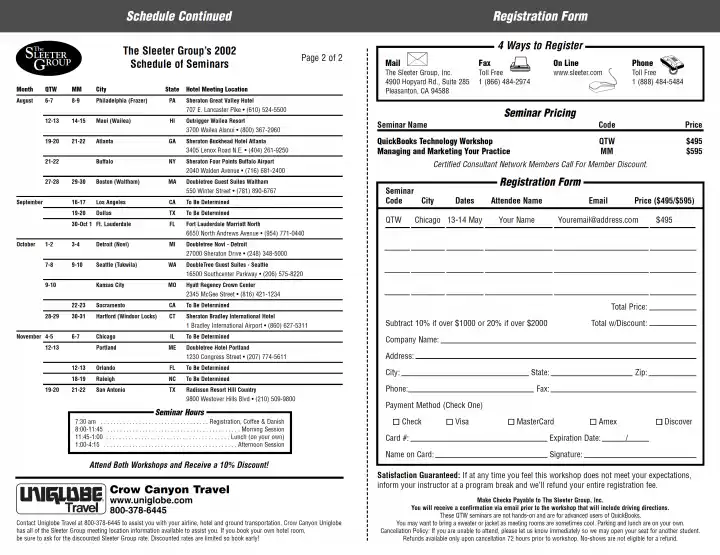 Schedule Continued
The Sleeter Group
The Sleeter Group's 2002
Schedule of Seminars
Page 2 of 2
Month QTW MM City State Hotel Meeting Location
August 6-7 8-9 Philadelphia (Frazer) PA Sheraton Great Valley Hotel
707 E. Lancaster Pike • (610) 524-5500
12-13 14-15 Maui (Wailea) HI Outrigger Wailea Resort
3700 Wailea Alanui • (800) 367-2960
19-20 21-22 Atlanta GA Sheraton Buckhead Hotel Atlanta
3405 Lenox Road N.E. • (404) 261-9250
21-22 Buffalo NY Sheraton Four Points Buffalo Airport
2040 Walden Avenue • (716) 681-2400
27-28 29-30 Boston (Waltham) MA Doubletree Guest Suites Waltham
550 Winter Street • (781) 890-6767
September 16-17 Los Angeles CA To Be Determined
19-20 Dallas TX To Be Determined
30-Oct 1 Ft. Lauderdale FL Fort Lauderdale Marriott North
6650 North Andrews Avenue • (954) 771-0440
October 1-2 3-4 Detroit (Novi) MI Doubletree Novi - Detroit
27000 Sheraton Drive • (248) 348-5000
7-8 9-10 Seattle (Tukwila) WA DoubleTree Guest Suites - Seattle
16500 Southcenter Parkway • (206) 575-8220
9-10 Kansas City MO Hyatt Regency Crown Center
2345 McGee Street • (816) 421-1234
22-23 Sacramento CA To Be Determined
28-29 30-31 Hartford (Windsor Locks) CT Sheraton Bradley International Hotel
1 Bradley International Airport • (860) 627-5311
November 4-5 6-7 Chicago IL To Be Determined
12-13 Portland ME Doubletree Hotel Portland
1230 Congress Street • (207) 774-5611
12-13 Orlando FL To Be Determined
18-19 Raleigh NC To Be Determined
19-20 21-22 San Antonio TX Radisson Resort Hill Country
9800 Westover Hills Blvd • (210) 509-9800
Seminar Hours
7:30 am Registration, Coffee & Danish
8:00-11:45 Morning Session
11:45-1:00 Lunch (on your own)
1:00-4:15 Afternoon Session
Attend Both Workshops and Receive a 10% Discount!
UNIGLOBE Travel
Crow Canyon Travel
www.uniglobe.com
800-378-6445
Contact Uniglobe Travel at 800-378-6445 to assist you with your airline, hotel and ground transportation. Crow Canyon Uniglobe
has all of the Sleeter Group meeting location information available to assist you. If you book your own hotel room,
be sure to ask for the discounted Sleeter Group rate. Discounted rates are limited so book early!
Registration Form
4 Ways to Register
Mail Fax On Line Phone
The Sleeter Group, Inc. Toll Free www.sleeter.com Toll Free
4900 Hopyard Rd., Suite 285 1 (866) 484-2974 1 (888) 484-5484
Pleasanton, CA 94588
Seminar Pricing
Seminar Name Code Price
QuickBooks Technology Workshop QTW $495
Managing and Marketing Your Practice MM $595
Certified Consultant Network Members Call For Member Discount.
Registration Form
Seminar
Code City Dates Attendee Name Email Price ($495/$595)
QTW Chicago 13-14 May Your Name Youremail@address.com $495
Total Price:
Subtract 10% if over $1000 or 20% if over $2000 Total w/Discount:
Company Name:
Address:
City: State: Zip:
Phone: Fax:
Payment Method (Check One)
Check Visa MasterCard Amex Discover
Card #: Expiration Date: /
Name on Card: Signature:
Satisfaction Guaranteed: If at any time you feel this workshop does not meet your expectations,
inform your instructor at a program break and we'll refund your entire registration fee.
Make Checks Payable to The Sleeter Group, Inc.
You will receive a confirmation via email prior to the workshop that will include driving directions.
These QTW seminars are not hands-on and are for advanced users of QuickBooks.
You may want to bring a sweater or jacket as meeting rooms are sometimes cool. Parking and lunch are on your own.
Cancellation Policy: If you are unable to attend, please let us know immediately so we may open your seat for another student.
Refunds available upon cancellation 72 hours prior to workshop. No-shows are not eligible for a refund.